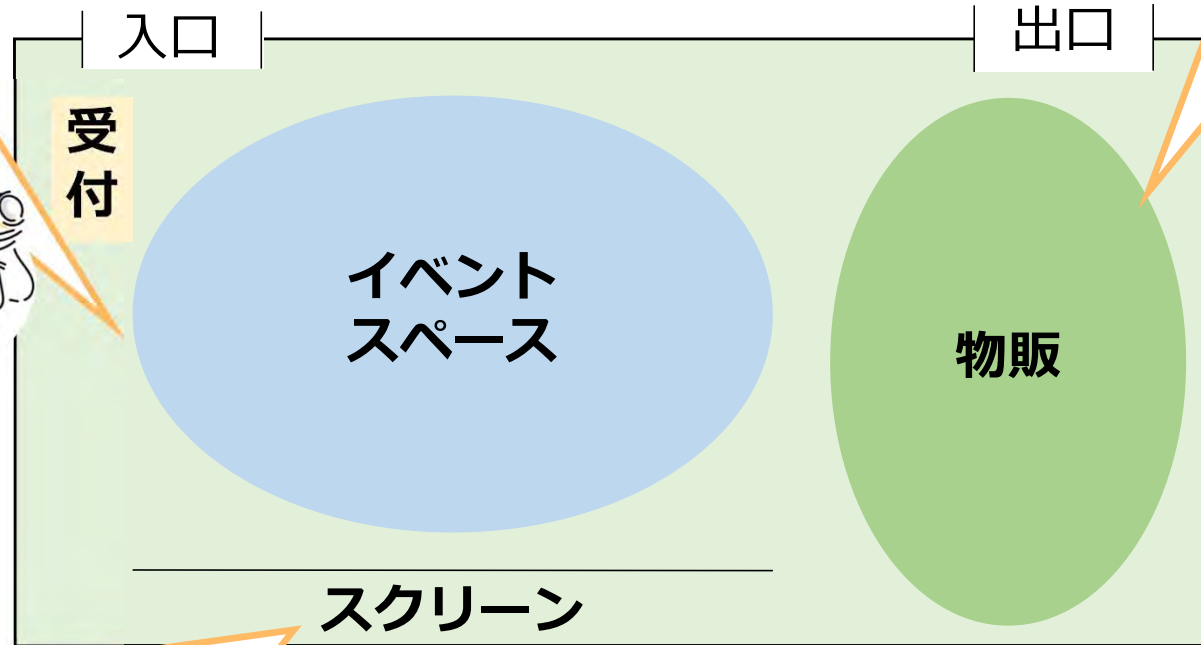 入口
出口
受
付
イベント
スペース
物販
スクリーン